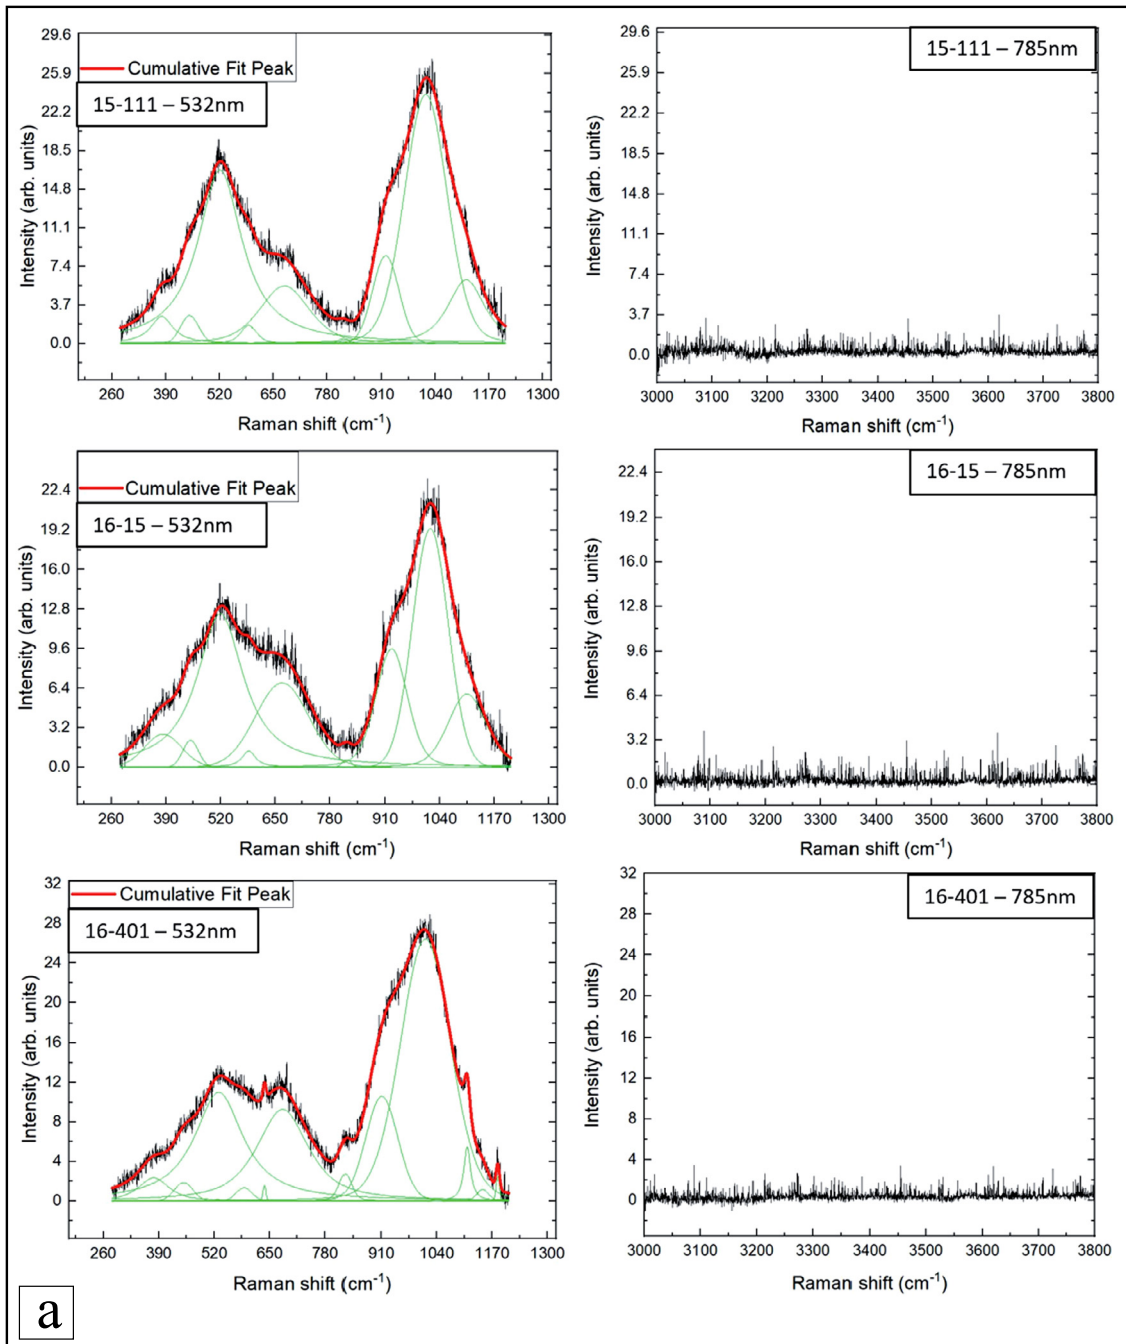 29.6
25.9
22.2
18.5
14.8
11.1
7.4
3.7
0.0
Intensity (arb. units)
Cumulative Fit Peak
15-111 – 532nm
260 390 520 650 780 910 1040 1170 1300
Raman shift (cm-1)
29.6
25.9
22.2
18.5
14.8
11.1
7.4
3.7
0.0
Intensity (arb. units)
15-111 – 785nm
3000 3100 3200 3300 3400 3500 3600 3700 3800
Raman shift (cm-1)
22.4
19.2
16.0
12.8
9.6
6.4
3.2
0.0
Intensity (arb. units)
Cumulative Fit Peak
16-15 – 532nm
260 390 520 650 780 910 1040 1170 1300
Raman shift (cm-1)
22.4
19.2
16.0
12.8
9.6
6.4
3.2
0.0
Intensity (arb. units)
16-15 – 785nm
3000 3100 3200 3300 3400 3500 3600 3700 3800
Raman shift (cm-1)
32
28
24
20
16
12
8
4
0
Intensity (arb. units)
Cumulative Fit Peak
16-401 – 532nm
260 390 520 650 780 910 1040 1170 1300
Raman shift (cm-1)
32
28
24
20
16
12
8
4
0
Intensity (arb. units)
16-401 – 785nm
3000 3100 3200 3300 3400 3500 3600 3700 3800
Raman shift (cm-1)
a